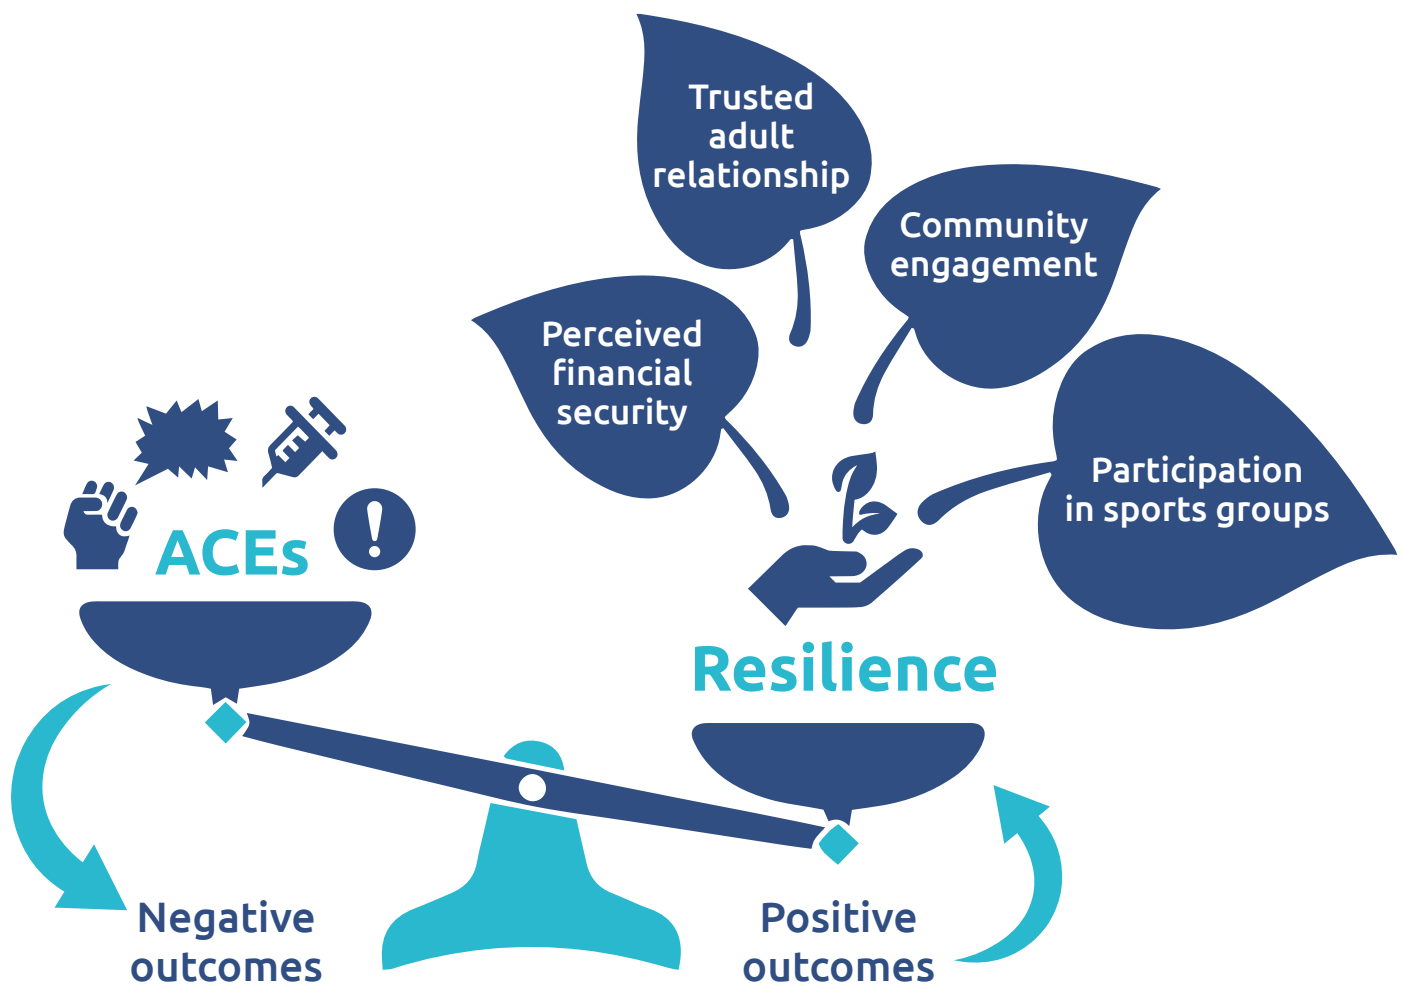 Trusted
adult
relationship
Community
engagement
Perceived
financial
security
Participation
in sports groups
ACEs
Resilience
Negative
outcomes
Positive
outcomes